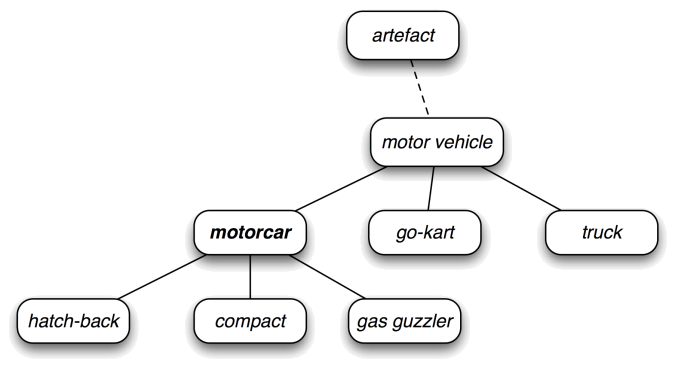 artefact
motor vehicle
motorcar
go-kart
truck
hatch-back
compact
gas guzzler